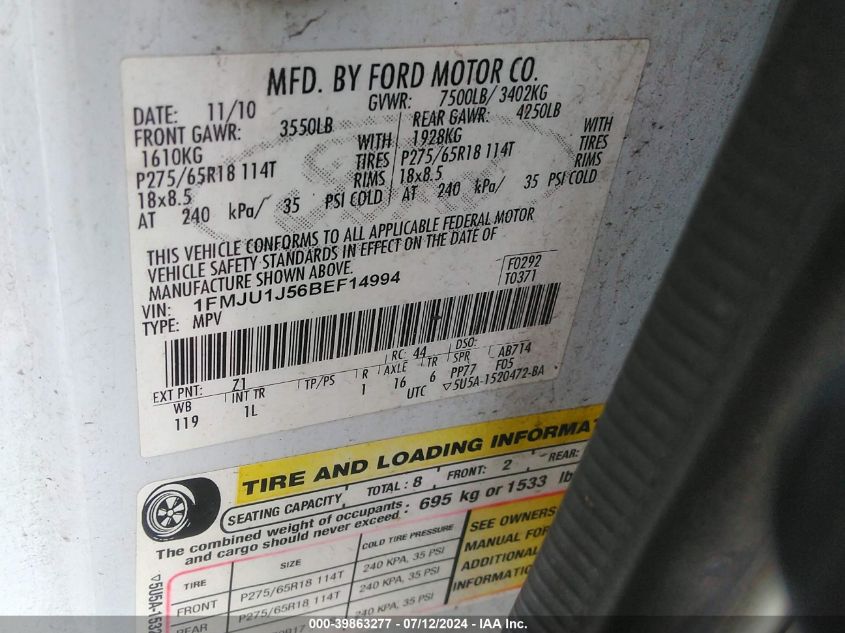 MFD. BY FORD MOTOR CO.
DATE: 11/10 GVWR: 7500LB/ 3402KG
FRONT GAWR: 3550LB REAR GAWR: 4250LB
1610KG WITH 1928KG WITH
P275/65R18 114T TIRES P275/65R18 114T TIRES
18x8.5 RIMS 18x8.5 RIMS
AT 240 kPa/ 35 PSI COLD AT 240 kPa/ 35 PSI COLD
THIS VEHICLE CONFORMS TO ALL APPLICABLE FEDERAL MOTOR
VEHICLE SAFETY STANDARDS IN EFFECT ON THE DATE OF
MANUFACTURE SHOWN ABOVE.
F0292
VIN: 1FMJU1J56BEF14994 T0371
TYPE: MPV
EXT PNT: Z1 RC: 44 DSO: AB714
WB INT TR TP/PS R AXLE TR SPR F05
119 1L 1 16 6 PP77
UTC ▽5U5A-1520472-BA
TIRE AND LOADING INFORMA
SEATING CAPACITY TOTAL: 8 FRONT: 2 REAR:
The combined weight of occupants and cargo should never exceed: 695 kg or 1533 lb
TIRE SIZE COLD TIRE PRESSURE
FRONT P275/65R18 114T 240 KPA, 35 PSI
REAR P275/65R18 114T 240 KPA, 35 PSI
240 KPA, 35 PSI
SEE OWNERS
MANUAL FOR
ADDITIONAL
INFORMATION
▽5U5A-153
000-39863277 - 07/12/2024 - IAA Inc.